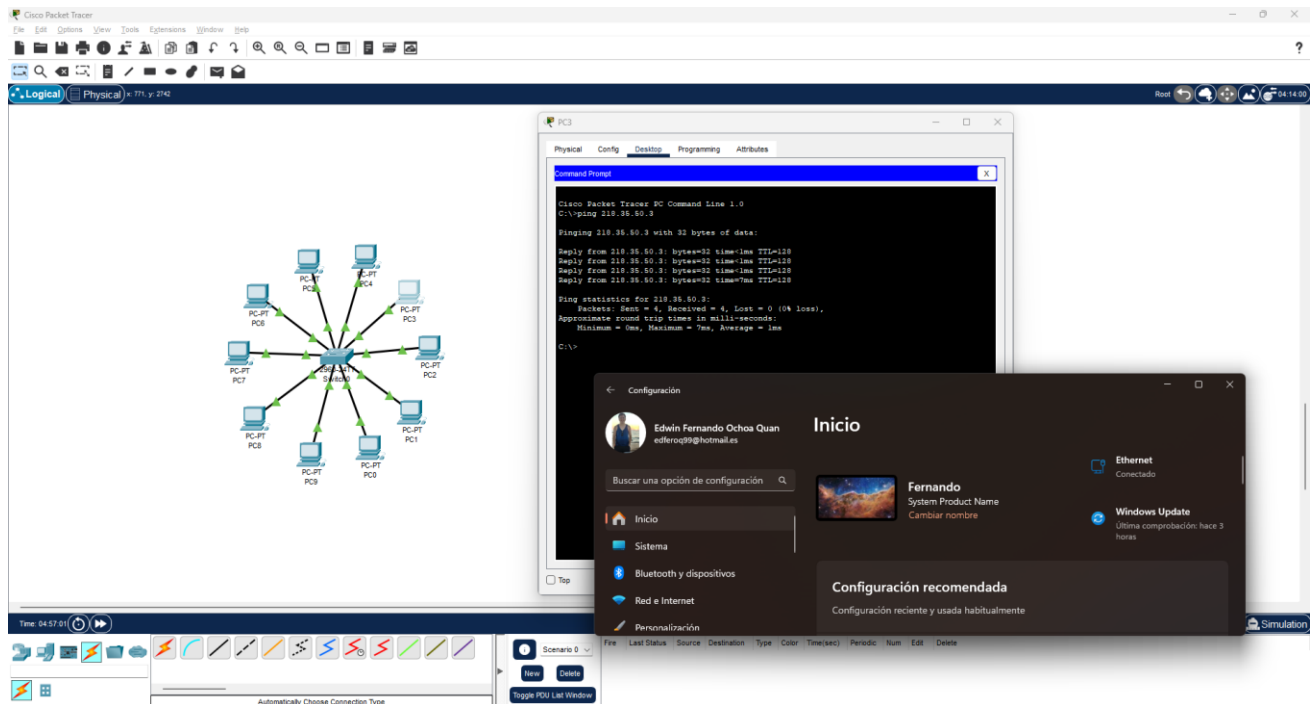 Cisco Packet Tracer
File Edit Options View Tools Extensions Window Help
?
Logical Physical x: 771, y: 2742
Root 04:14:00
PC3
Physical Config Desktop Programming Attributes
Command Prompt
X
Cisco Packet Tracer PC Command Line 1.0
C:\>ping 218.35.50.3
Pinging 218.35.50.3 with 32 bytes of data:
Reply from 218.35.50.3: bytes=32 time<1ms TTL=128
Reply from 218.35.50.3: bytes=32 time<1ms TTL=128
Reply from 218.35.50.3: bytes=32 time<1ms TTL=128
Reply from 218.35.50.3: bytes=32 time=7ms TTL=128
Ping statistics for 218.35.50.3:
Packets: Sent = 4, Received = 4, Lost = 0 (0% loss),
Approximate round trip times in milli-seconds:
Minimum = 0ms, Maximum = 7ms, Average = 1ms
C:\>
Top
PC-PT
PC5
PC-PT
PC4
PC-PT
PC3
PC-PT
PC6
PC-PT
PC2
PC-PT
PC7
2960-24TT
Switch0
PC-PT
PC1
PC-PT
PC8
PC-PT
PC0
PC-PT
PC9
Configuración
Edwin Fernando Ochoa Quan
edferoq99@hotmail.es
Buscar una opción de configuración
Inicio
Sistema
Bluetooth y dispositivos
Red e Internet
Personalización
Inicio
Fernando
System Product Name
Cambiar nombre
Ethernet
Conectado
Windows Update
Última comprobación: hace 3
horas
Configuración recomendada
Configuración reciente y usada habitualmente
Time: 04:57:01
Simulation
Scenario 0
New Delete
Toggle PDU List Window
Fire Last Status Source Destination Type Color Time(sec) Periodic Num Edit Delete
Automatically Choose Connection Type